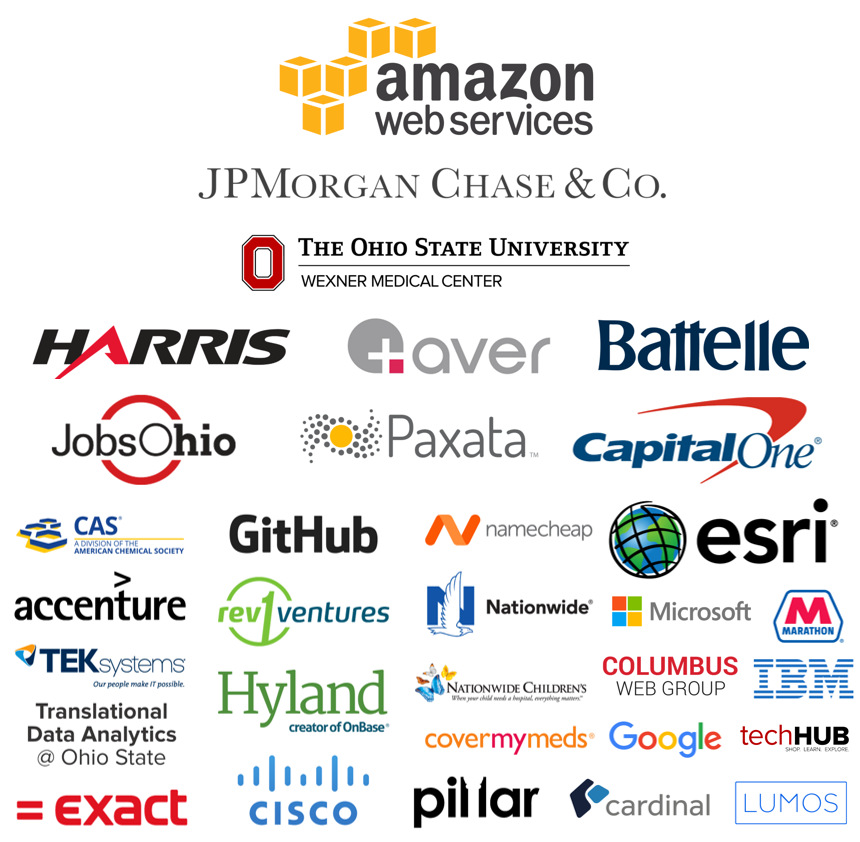 amazon
web services
JPMORGAN CHASE & CO.
THE OHIO STATE UNIVERSITY
WEXNER MEDICAL CENTER
HARRIS
aver
Battelle
JobsOhio
Paxata™
CapitalOne®
CAS®
A DIVISION OF THE
AMERICAN CHEMICAL SOCIETY
GitHub
namecheap
esri®
accenture
rev1ventures
N
Nationwide®
Microsoft
M
MARATHON
TEKsystems®
Our people make IT possible.
Hyland
creator of OnBase®
NATIONWIDE CHILDREN'S
When your child needs a hospital, everything matters.™
COLUMBUS
WEB GROUP
IBM
Translational
Data Analytics
@ Ohio State
covermymeds®
Google
techHUB
SHOP. LEARN. EXPLORE.
= exact
CISCO
pillar
cardinal
LUMOS